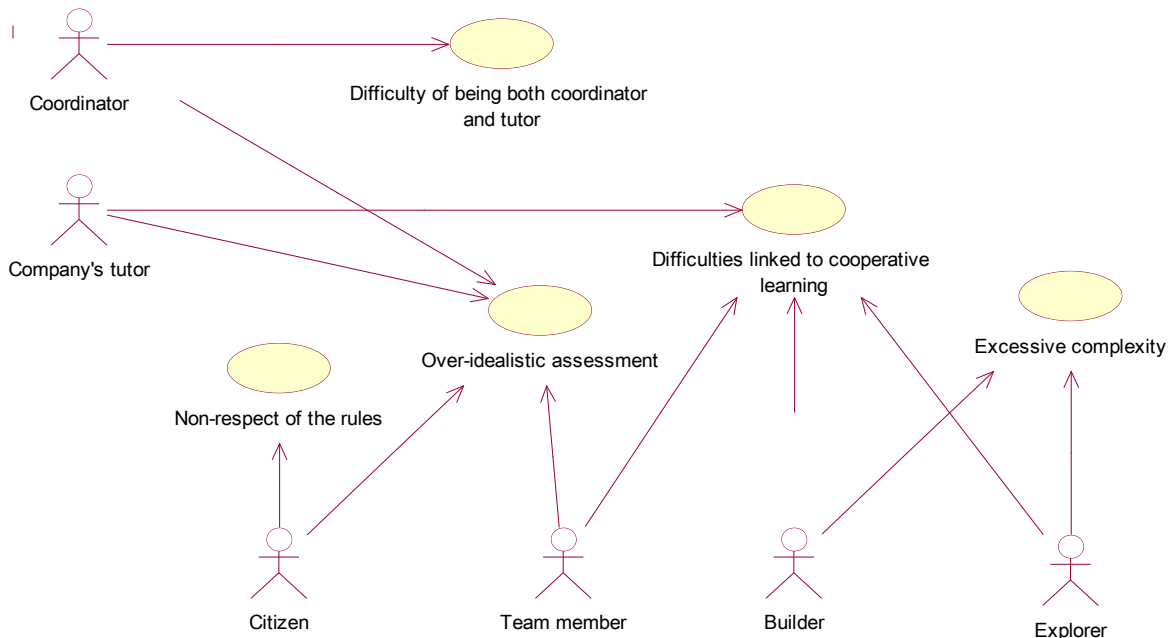 Coordinator
Difficulty of being both coordinator
and tutor
Company's tutor
Difficulties linked to cooperative
learning
Over-idealistic assessment
Excessive complexity
Non-respect of the rules
Citizen
Team member
Builder
Explorer